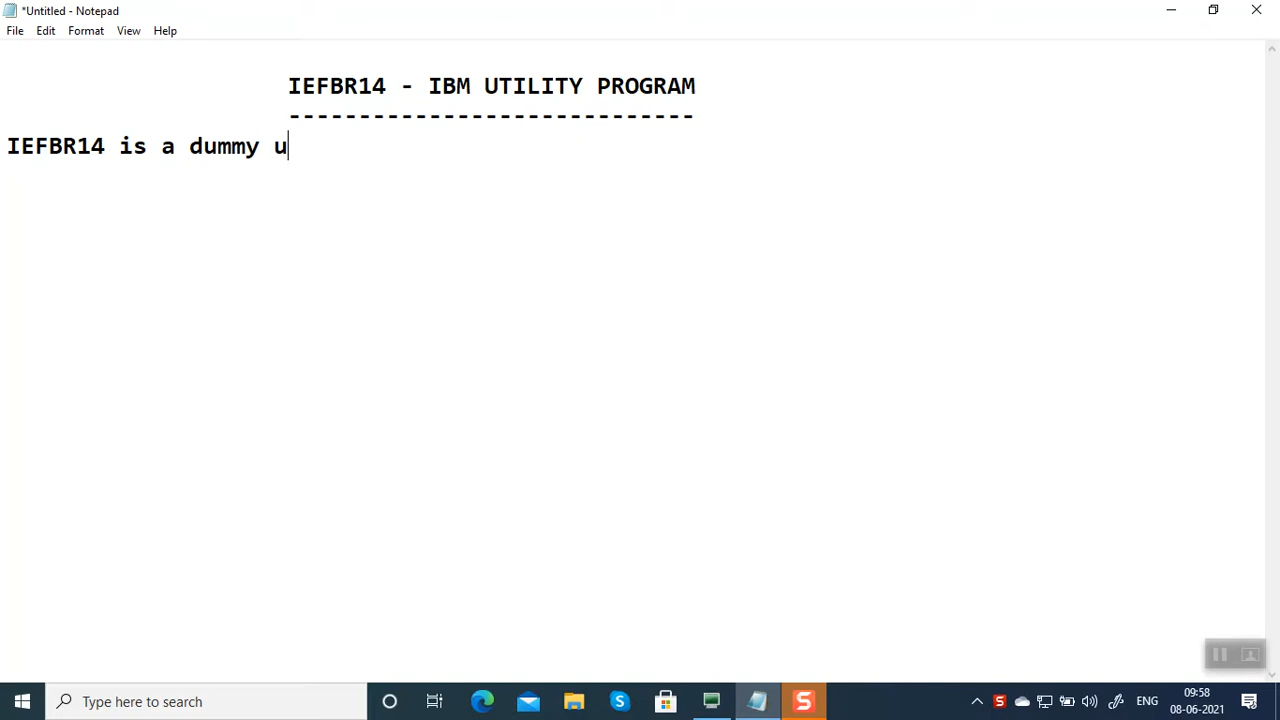 *Untitled - Notepad
File Edit Format View Help
IEFBR14 - IBM UTILITY PROGRAM
-----------------------------
IEFBR14 is a dummy u
Type here to search
ENG
09:58
08-06-2021